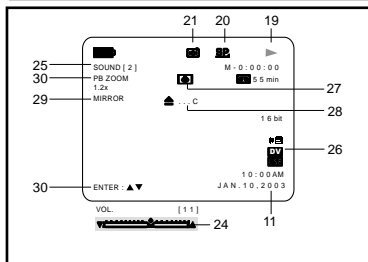 21 20 19
SP
25 SOUND [ 2 ] M - 0 : 0 0 : 0 0
30 PB ZOOM 5 5 min
1.2x 27
29 MIRROR . . . C
28
1 6 bit
DV 26
1 0 : 0 0 AM
30 ENTER : ▲▼ J A N . 1 0 , 2 0 0 3
VOL. [ 1 1 ] 11
24